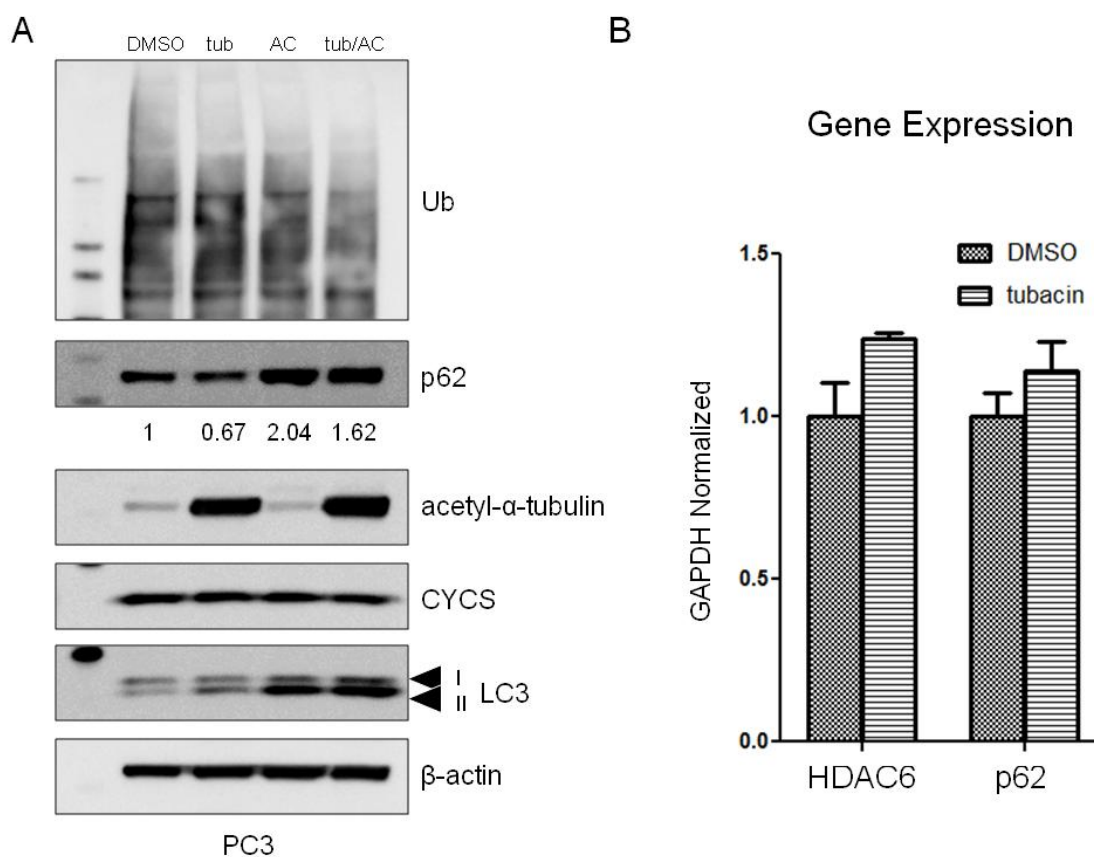 A
DMSO tub AC tub/AC
Ub
p62
1 0.67 2.04 1.62
acetyl-α-tubulin
CYCS
I
II LC3
β-actin
PC3
B
Gene Expression
DMSO
tubacin
GAPDH Normalized
1.5
1.0
0.5
0.0
HDAC6 p62